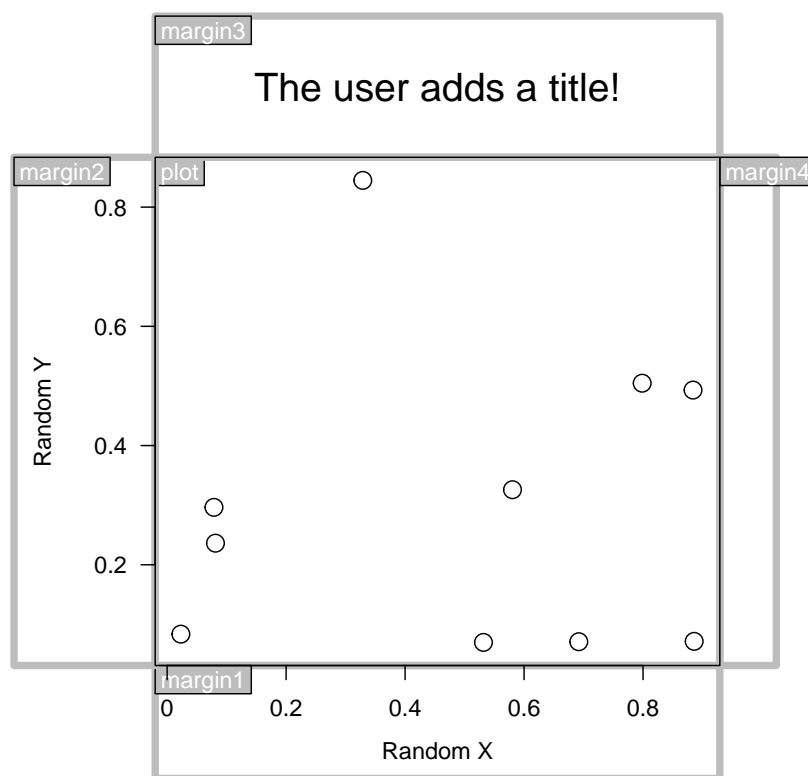 margin3
The user adds a title!
margin2
plot
margin4
0.8
0.6
0.4
0.2
Random Y
margin1
0
0.2
0.4
0.6
0.8
Random X